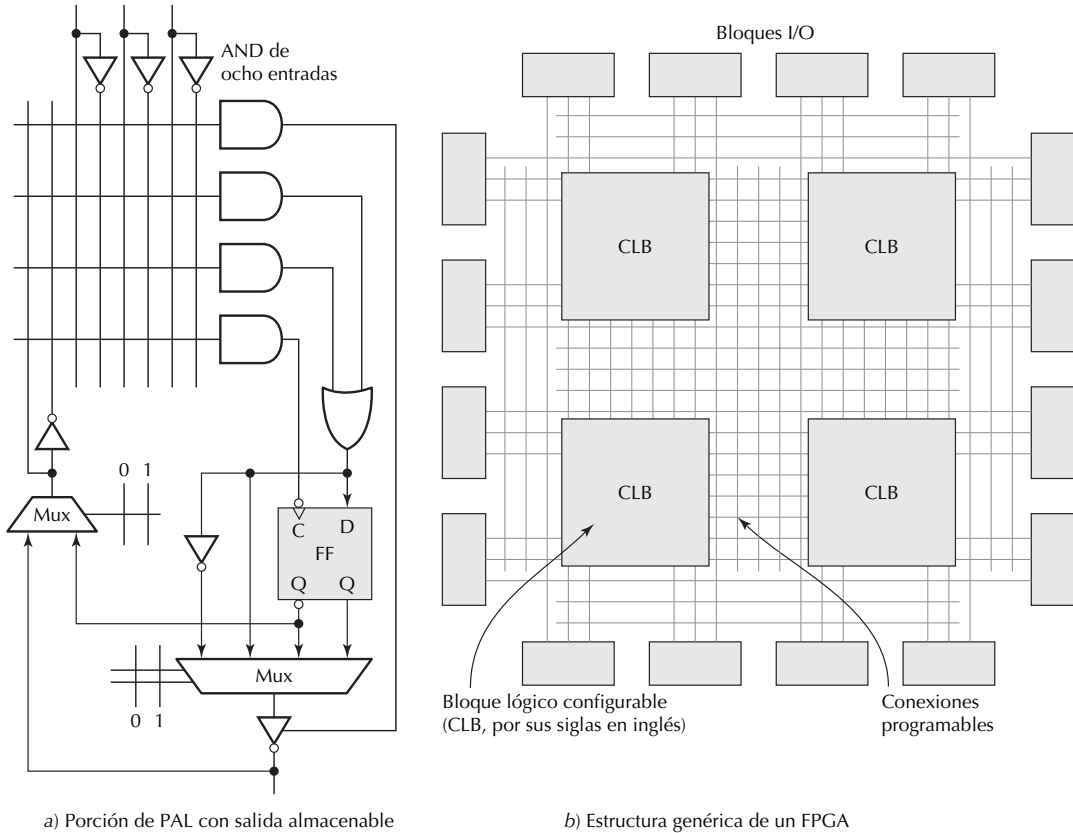 AND de
ocho entradas
0 1
Mux
C D
FF
Q Q
Mux
0 1
a) Porción de PAL con salida almacenable
Bloques I/O
CLB
CLB
CLB
CLB
Bloque lógico configurable
(CLB, por sus siglas en inglés)
Conexiones
programables
b) Estructura genérica de un FPGA